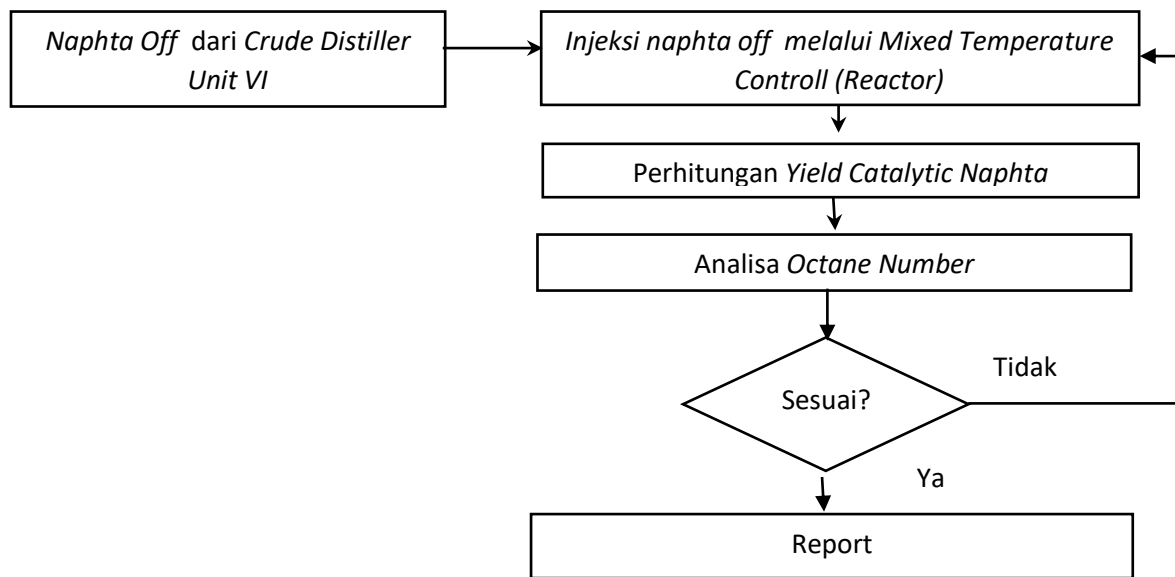 Naphta Off dari Crude Distiller
Unit VI
Injeksi naphta off melalui Mixed Temperature
Controll (Reactor)
Perhitungan Yield Catalytic Naphta
Analisa Octane Number
Sesuai?
Tidak
Ya
Report